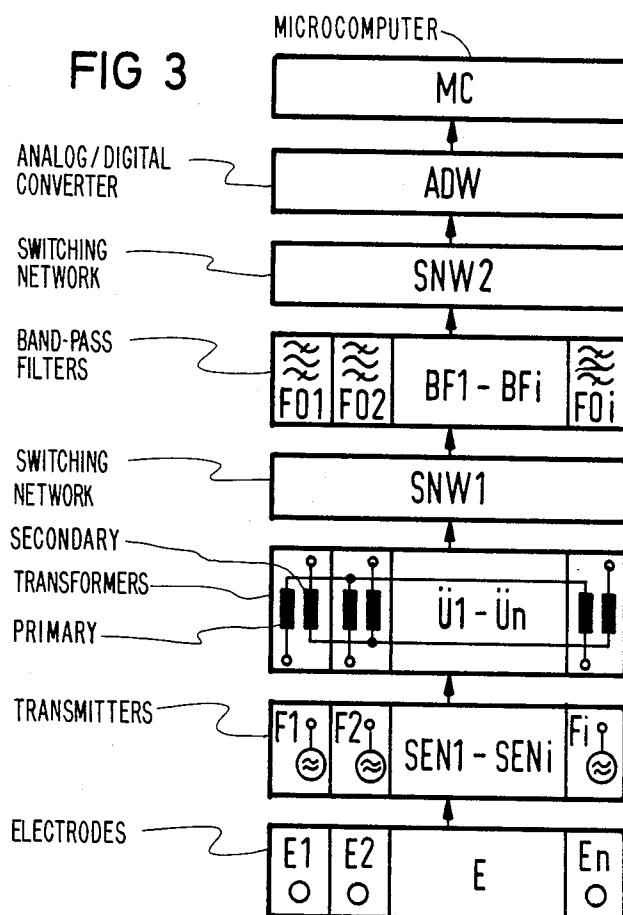 MICROCOMPUTER
FIG 3
MC
ANALOG/DIGITAL
CONVERTER
ADW
SWITCHING
NETWORK
SNW2
BAND-PASS
FILTERS
F01 F02 BF1 - BFi F0i
SWITCHING
NETWORK
SNW1
SECONDARY
TRANSFORMERS
PRIMARY
Ü1 - Ün
TRANSMITTERS
F1 F2 SEN1 - SENi Fi
ELECTRODES
E1 E2 E En